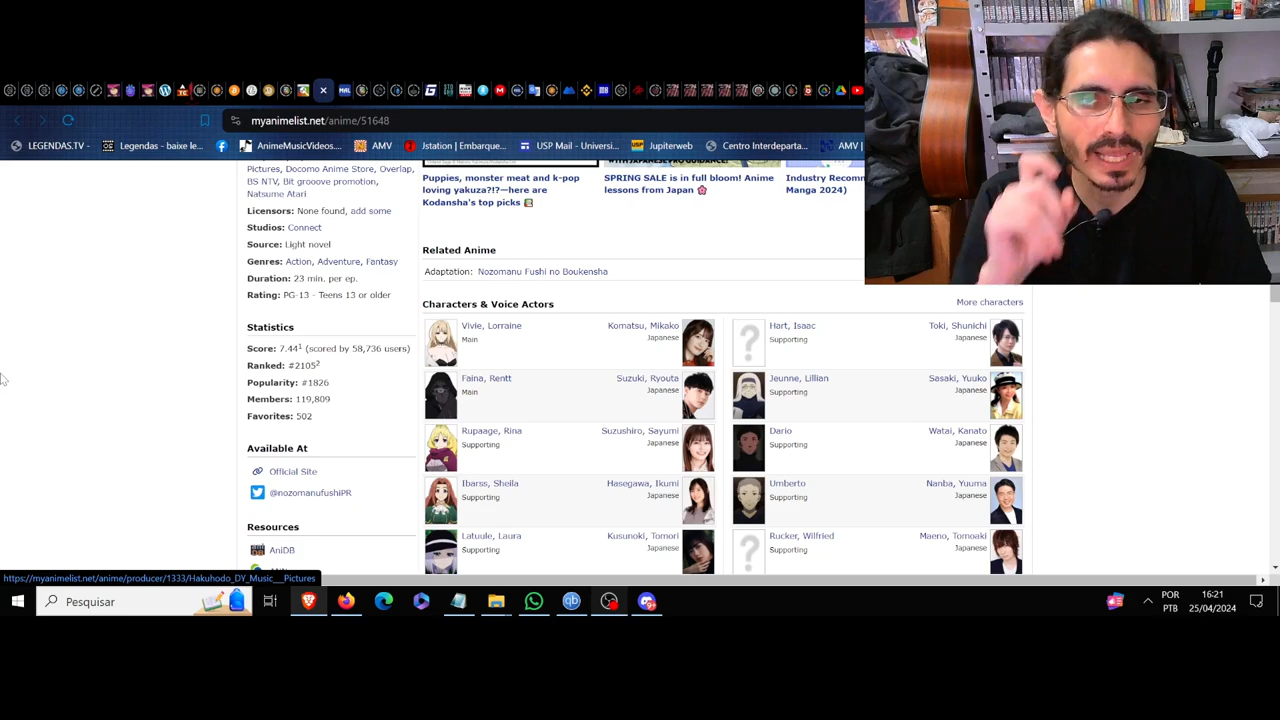 myanimelist.net/anime/51648
LEGENDAS.TV -
Legendas - baixe le...
AnimeMusicVideos....
AMV
Jstation | Embarque...
USP Mail - Universi...
Jupiterweb
Centro Interdeparta...
AMV |
Pictures, Docomo Anime Store, Overlap,
BS NTV, Bit grooove promotion,
Natsume Atari
Licensors: None found, add some
Studios: Connect
Source: Light novel
Genres: Action, Adventure, Fantasy
Duration: 23 min. per ep.
Rating: PG-13 - Teens 13 or older
Statistics
Score: 7.44¹ (scored by 58,736 users)
Ranked: #2105²
Popularity: #1826
Members: 119,809
Favorites: 502
Available At
Official Site
@nozomanufushiPR
Resources
AniDB
Puppies, monster meat and k-pop
loving yakuza?!?—here are
Kodansha's top picks
WITH JAPANESE PRO GUIDANCE!
SPRING SALE is in full bloom! Anime
lessons from Japan
Industry Recomm
Manga 2024)
Related Anime
Adaptation: Nozomanu Fushi no Boukensha
Characters & Voice Actors
More characters
Vivie, Lorraine
Main
Komatsu, Mikako
Japanese
Hart, Isaac
Supporting
Toki, Shunichi
Japanese
Faina, Rentt
Main
Suzuki, Ryouta
Japanese
Jeunne, Lillian
Supporting
Sasaki, Yuuko
Japanese
Rupaage, Rina
Supporting
Suzushiro, Sayumi
Japanese
Dario
Supporting
Watai, Kanato
Japanese
Ibarss, Sheila
Supporting
Hasegawa, Ikumi
Japanese
Umberto
Supporting
Nanba, Yuuma
Japanese
Latuule, Laura
Supporting
Kusunoki, Tomori
Japanese
Rucker, Wilfried
Supporting
Maeno, Tomoaki
Japanese
https://myanimelist.net/anime/producer/1333/Hakuhodo_DY_Music___Pictures
Pesquisar
POR
PTB
16:21
25/04/2024